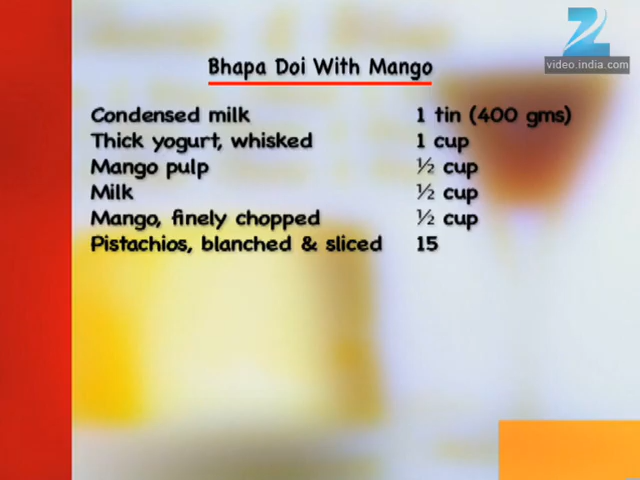 Z
video.india.com
Bhapa Doi With Mango
Condensed milk 1 tin (400 gms)
Thick yogurt, whisked 1 cup
Mango pulp ½ cup
Milk ½ cup
Mango, finely chopped ½ cup
Pistachios, blanched & sliced 15